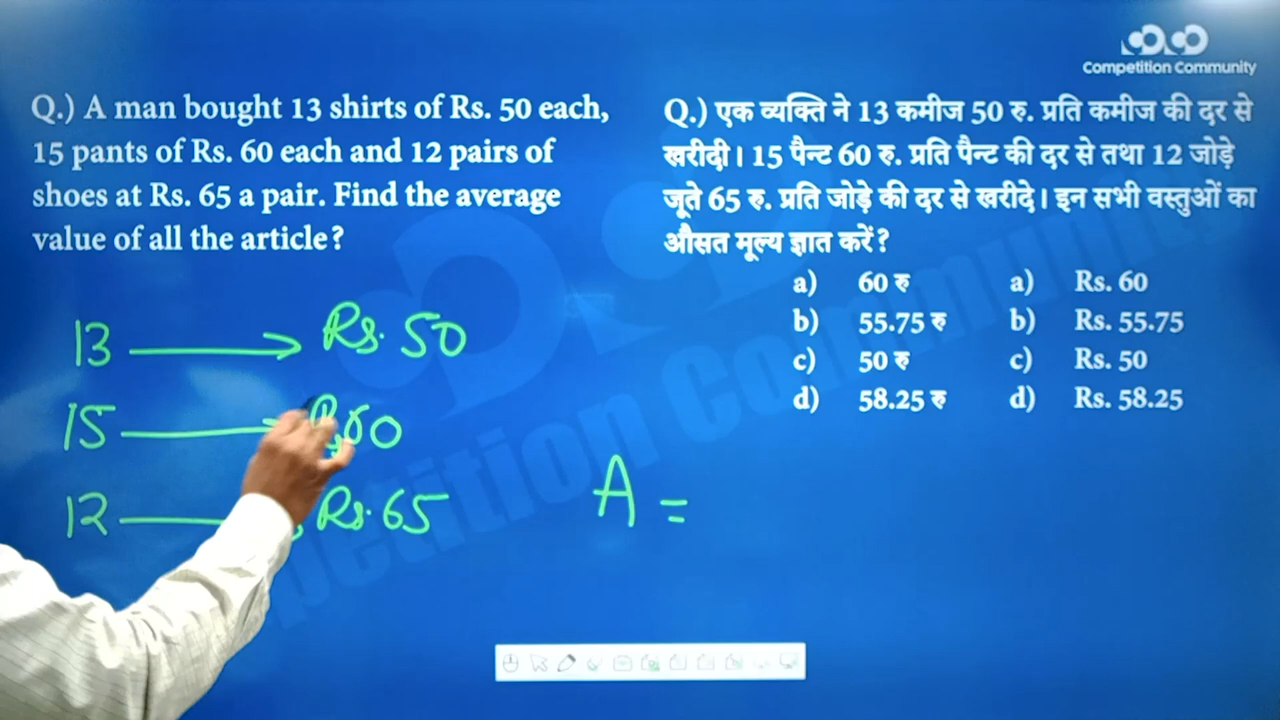 Competition Community
Q.) A man bought 13 shirts of Rs. 50 each,
15 pants of Rs. 60 each and 12 pairs of
shoes at Rs. 65 a pair. Find the average
value of all the article?
Q.) एक व्यक्ति ने 13 कमीज 50 रु. प्रति कमीज की दर से
खरीदी। 15 पैन्ट 60 रु. प्रति पैन्ट की दर से तथा 12 जोड़े
जूते 65 रु. प्रति जोड़े की दर से खरीदे। इन सभी वस्तुओं का
औसत मूल्य ज्ञात करें?
a) 60 रु a) Rs. 60
b) 55.75 रु b) Rs. 55.75
c) 50 रु c) Rs. 50
d) 58.25 रु d) Rs. 58.25
13 → Rs. 50
15 60
12 Rs. 65
A =